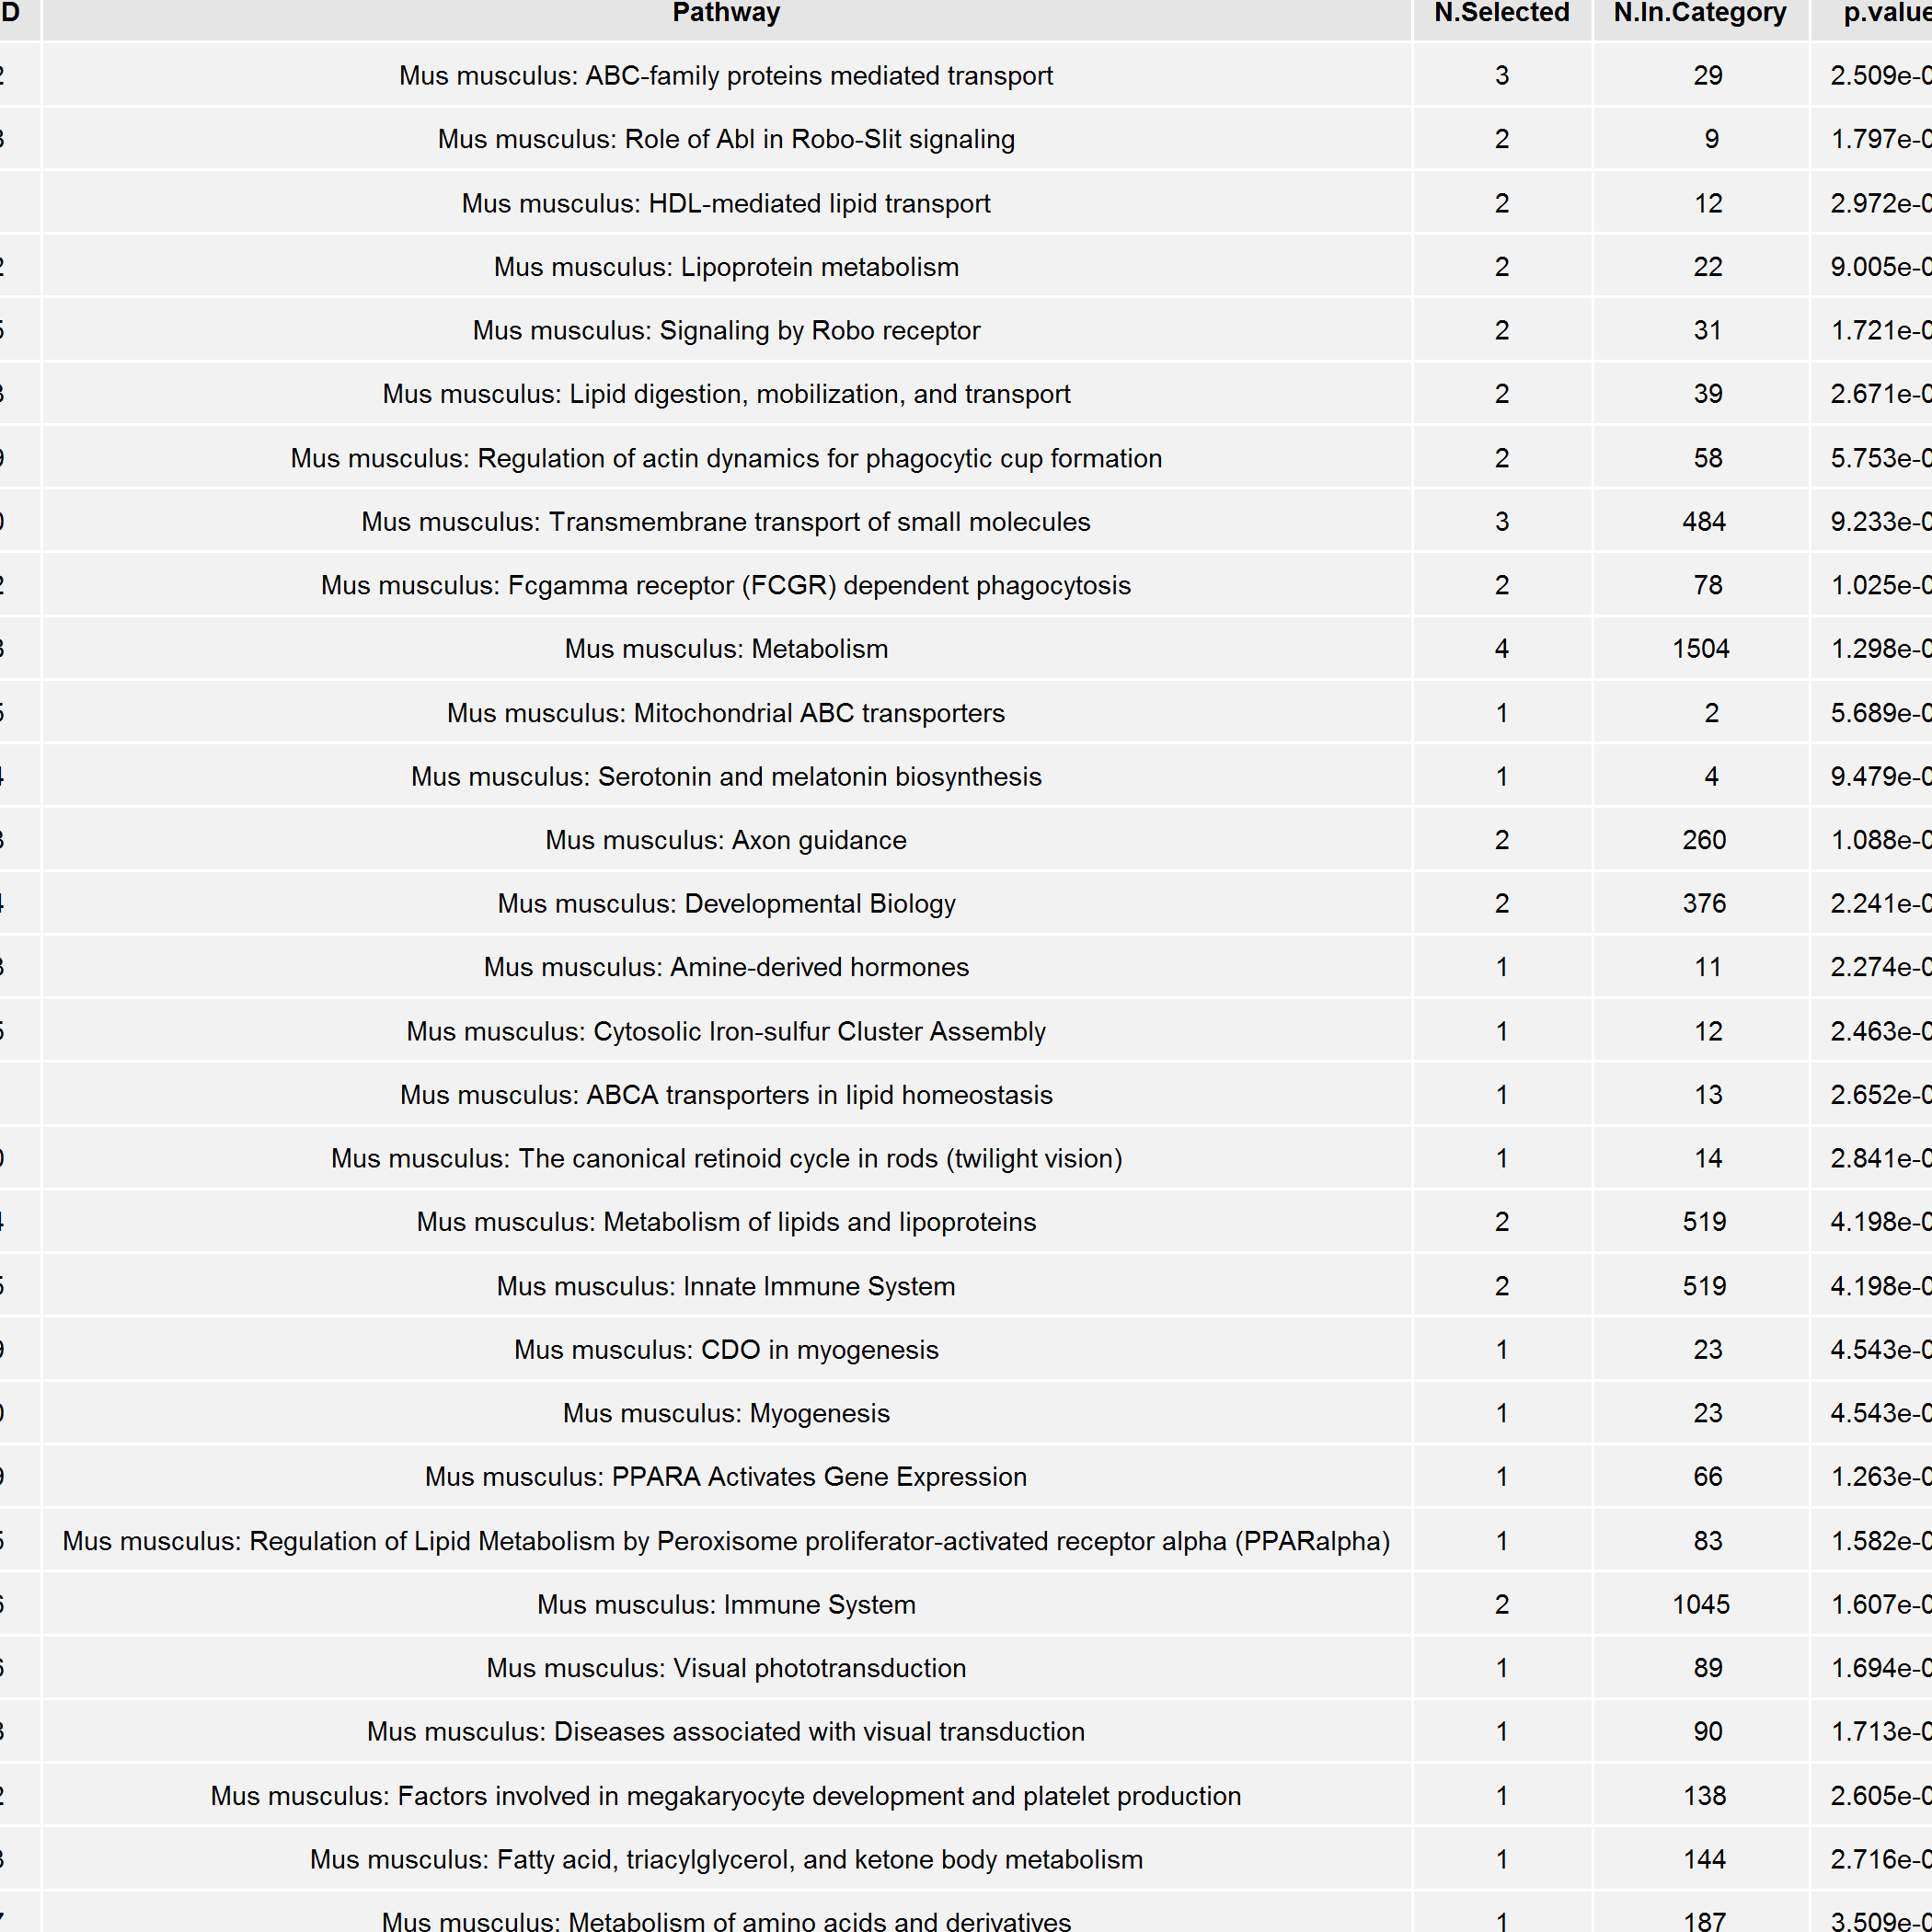 D Pathway N.Selected N.In.Category p.value
2 Mus musculus: ABC-family proteins mediated transport 3 29 2.509e-0
3 Mus musculus: Role of Abl in Robo-Slit signaling 2 9 1.797e-0
Mus musculus: HDL-mediated lipid transport 2 12 2.972e-0
2 Mus musculus: Lipoprotein metabolism 2 22 9.005e-0
5 Mus musculus: Signaling by Robo receptor 2 31 1.721e-0
3 Mus musculus: Lipid digestion, mobilization, and transport 2 39 2.671e-0
9 Mus musculus: Regulation of actin dynamics for phagocytic cup formation 2 58 5.753e-0
0 Mus musculus: Transmembrane transport of small molecules 3 484 9.233e-0
2 Mus musculus: Fcgamma receptor (FCGR) dependent phagocytosis 2 78 1.025e-0
3 Mus musculus: Metabolism 4 1504 1.298e-0
5 Mus musculus: Mitochondrial ABC transporters 1 2 5.689e-0
4 Mus musculus: Serotonin and melatonin biosynthesis 1 4 9.479e-0
3 Mus musculus: Axon guidance 2 260 1.088e-0
4 Mus musculus: Developmental Biology 2 376 2.241e-0
3 Mus musculus: Amine-derived hormones 1 11 2.274e-0
5 Mus musculus: Cytosolic Iron-sulfur Cluster Assembly 1 12 2.463e-0
Mus musculus: ABCA transporters in lipid homeostasis 1 13 2.652e-0
0 Mus musculus: The canonical retinoid cycle in rods (twilight vision) 1 14 2.841e-0
4 Mus musculus: Metabolism of lipids and lipoproteins 2 519 4.198e-0
5 Mus musculus: Innate Immune System 2 519 4.198e-0
9 Mus musculus: CDO in myogenesis 1 23 4.543e-0
0 Mus musculus: Myogenesis 1 23 4.543e-0
9 Mus musculus: PPARA Activates Gene Expression 1 66 1.263e-0
5 Mus musculus: Regulation of Lipid Metabolism by Peroxisome proliferator-activated receptor alpha (PPARalpha) 1 83 1.582e-0
6 Mus musculus: Immune System 2 1045 1.607e-0
6 Mus musculus: Visual phototransduction 1 89 1.694e-0
3 Mus musculus: Diseases associated with visual transduction 1 90 1.713e-0
2 Mus musculus: Factors involved in megakaryocyte development and platelet production 1 138 2.605e-0
3 Mus musculus: Fatty acid, triacylglycerol, and ketone body metabolism 1 144 2.716e-0
7 Mus musculus: Metabolism of amino acids and derivatives 1 187 3.509e-0